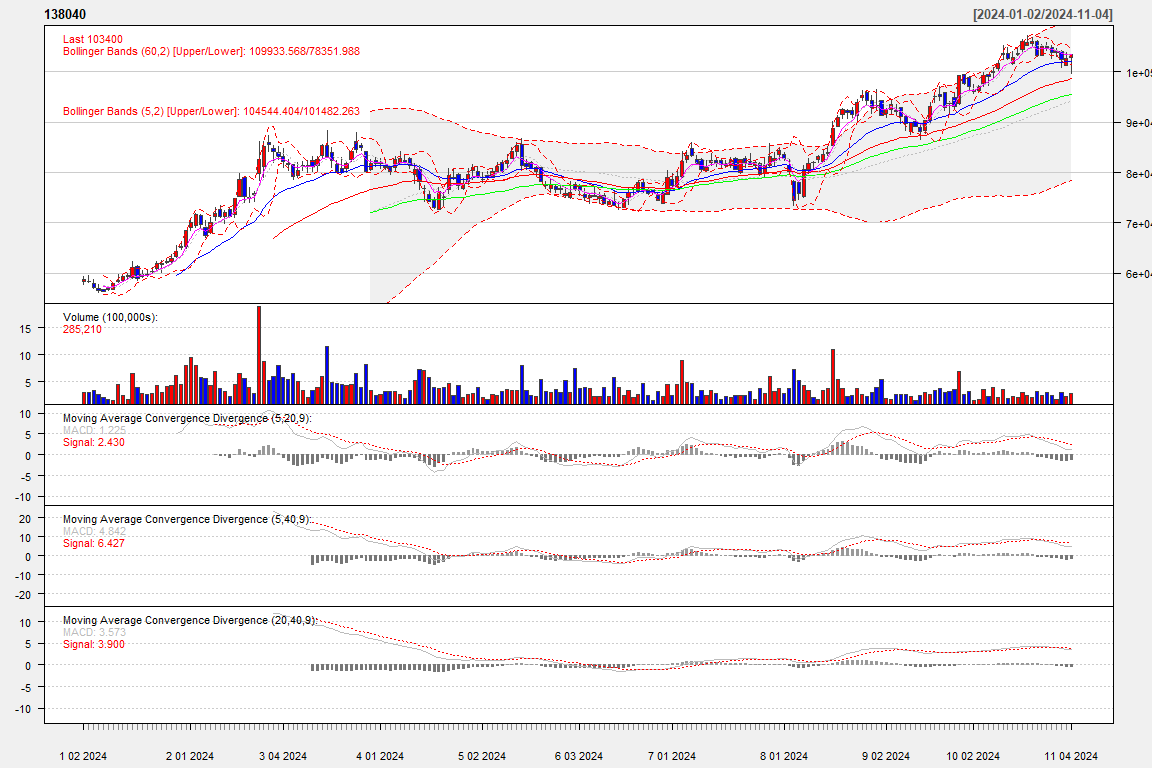 138040 [2024-01-02/2024-11-04]
Last 103400
Bollinger Bands (60,2) [Upper/Lower]: 109933.568/78351.988
Bollinger Bands (5,2) [Upper/Lower]: 104544.404/101482.263
1e+05
9e+04
8e+04
7e+04
6e+04
Volume (100,000s):
285,210
15
10
5
Moving Average Convergence Divergence (5,20,9):
MACD: 1.225
Signal: 2.430
10
5
0
-5
-10
Moving Average Convergence Divergence (5,40,9):
MACD: 4.842
Signal: 6.427
20
10
0
-10
-20
Moving Average Convergence Divergence (20,40,9):
MACD: 3.573
Signal: 3.900
10
5
0
-5
-10
1 02 2024 2 01 2024 3 04 2024 4 01 2024 5 02 2024 6 03 2024 7 01 2024 8 01 2024 9 02 2024 10 02 2024 11 04 2024